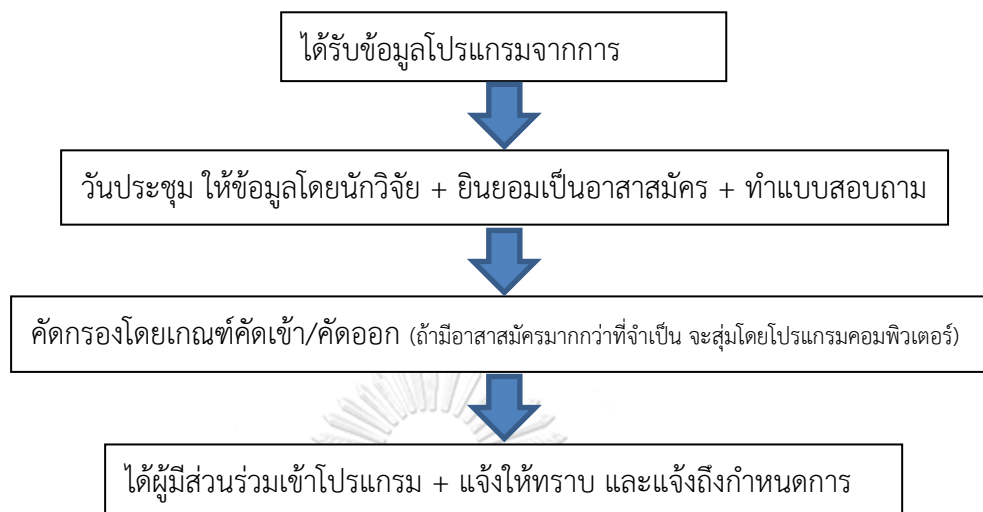 ได้รับข้อมูลโปรแกรมจากการ
วันประชุม ให้ข้อมูลโดยนักวิจัย + ยินยอมเป็นอาสาสมัคร + ทำแบบสอบถาม
คัดกรองโดยเกณฑ์คัดเข้า/คัดออก (ถ้ามีอาสาสมัครมากกว่าที่จำเป็น จะสุ่มโดยโปรแกรมคอมพิวเตอร์)
ได้ผู้มีส่วนร่วมเข้าโปรแกรม + แจ้งให้ทราบ และแจ้งถึงกำหนดการ